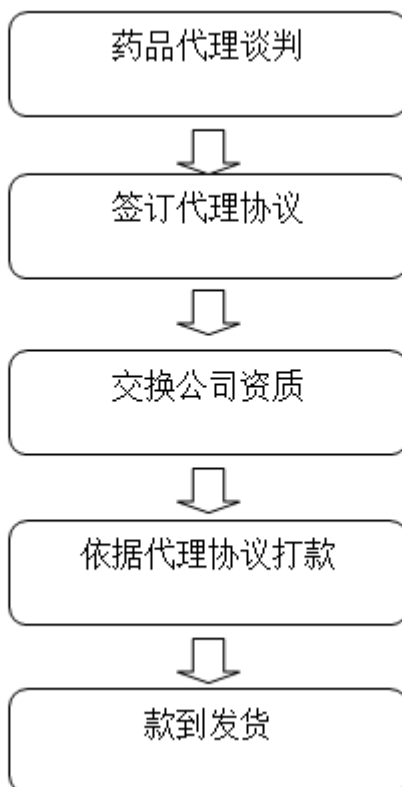 药品代理谈判
签订代理协议
交换公司资质
依据代理协议打款
款到发货